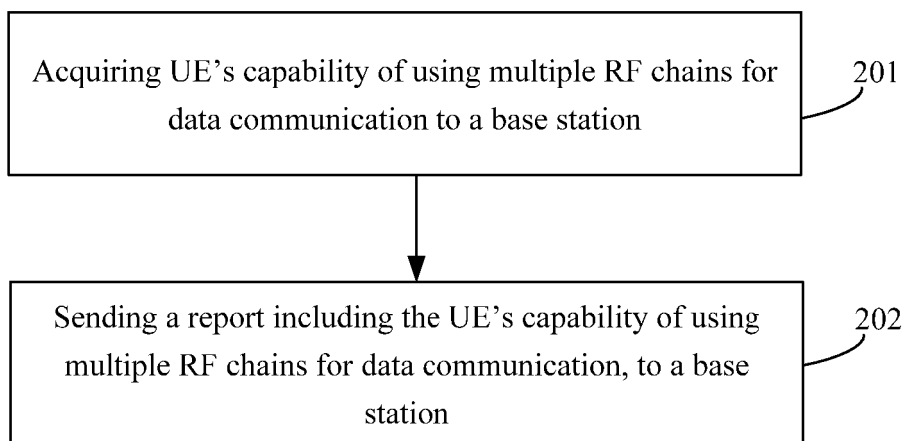 Acquiring UE's capability of using multiple RF chains for
data communication to a base station
201
Sending a report including the UE's capability of using
multiple RF chains for data communication, to a base
station
202